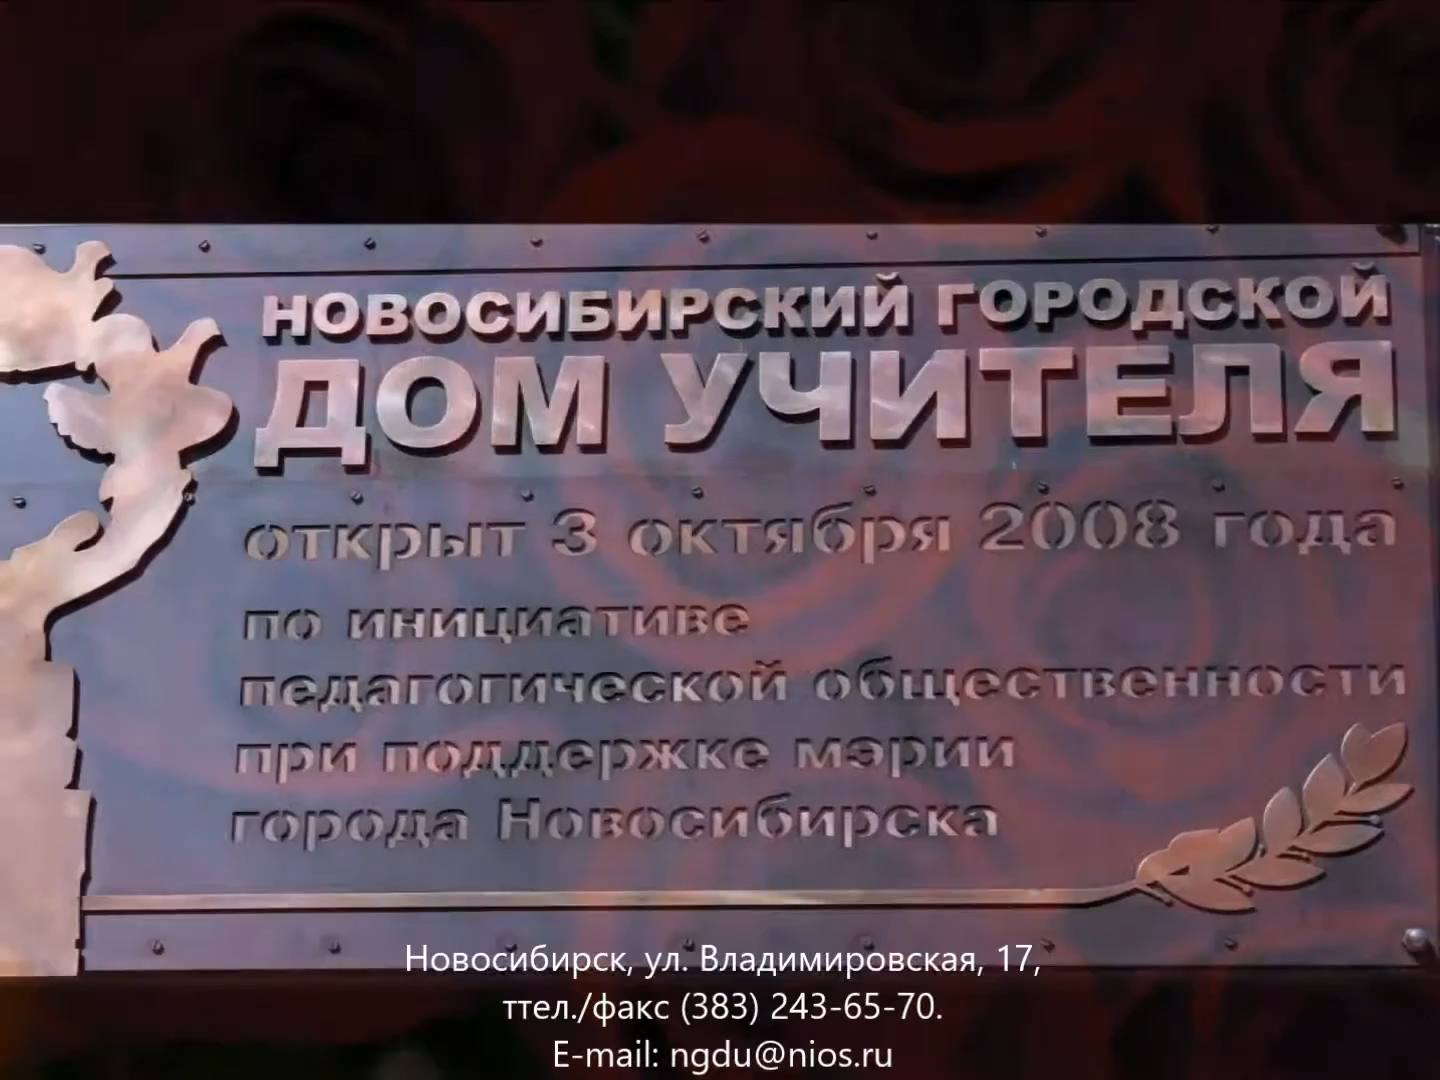 НОВОСИБИРСКИЙ ГОРОДСКОЙ
ДОМ УЧИТЕЛЯ
открыт 3 октября 2008 года
по инициативе
педагогической общественности
при поддержке мэрии
города Новосибирска
Новосибирск, ул. Владимировская, 17,
ттел./факс (383) 243-65-70.
E-mail: ngdu@nios.ru